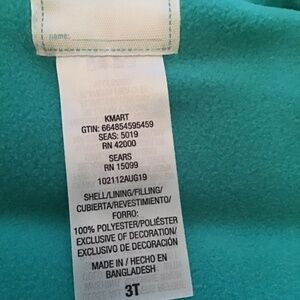 name:
KMART
GTIN: 664854595459
SEAS: 5019
RN 42000
SEARS
RN 15099
102112AUG19
SHELL/LINING/FILLING/
CUBIERTA/REVESTIMIENTO/
FORRO:
100% POLYESTER/POLIÉSTER
EXCLUSIVE OF DECORATION/
EXCLUSIVO DE DECORACIÓN
MADE IN / HECHO EN
BANGLADESH
3T